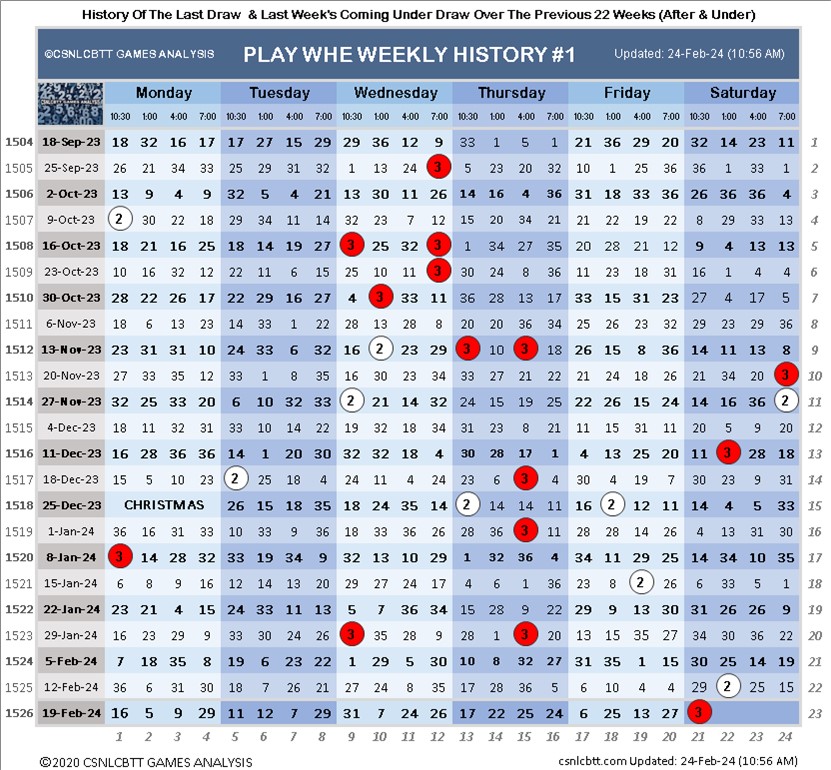 History Of The Last Draw & Last Week's Coming Under Draw Over The Previous 22 Weeks (After & Under)
©CSNLCBTT GAMES ANALYSIS PLAY WHE WEEKLY HISTORY #1 Updated: 24-Feb-24 (10:56 AM)
Monday Tuesday Wednesday Thursday Friday Saturday
10:30 1:00 4:00 7:00 10:30 1:00 4:00 7:00 10:30 1:00 4:00 7:00 10:30 1:00 4:00 7:00 10:30 1:00 4:00 7:00 10:30 1:00 4:00 7:00
1504 18-Sep-23 18 32 16 17 17 27 15 29 29 36 12 9 33 1 5 1 21 36 29 20 32 14 23 11 1
1505 25-Sep-23 26 21 34 33 25 29 31 32 1 13 24 3 5 23 20 32 10 1 25 36 36 1 33 1 2
1506 2-Oct-23 13 9 4 9 32 5 4 21 13 30 11 26 14 16 4 36 31 18 33 36 26 36 36 4 3
1507 9-Oct-23 2 30 22 18 29 34 11 14 32 23 7 12 15 20 34 21 21 22 19 22 8 29 33 13 4
1508 16-Oct-23 18 21 16 25 18 14 19 27 3 25 32 3 1 34 27 35 20 28 21 12 9 4 13 13 5
1509 23-Oct-23 10 16 32 12 22 11 6 15 25 10 11 3 30 24 8 36 11 23 18 31 16 1 4 4 6
1510 30-Oct-23 28 22 26 17 22 29 16 27 4 3 33 11 36 28 13 17 33 15 31 23 27 4 17 5 7
1511 6-Nov-23 18 6 13 23 14 33 1 22 28 13 28 8 20 20 36 34 25 26 23 32 29 23 29 36 8
1512 13-Nov-23 23 31 31 10 24 33 6 32 16 2 23 29 3 10 3 18 26 15 8 36 14 11 13 8 9
1513 20-Nov-23 27 33 35 12 33 1 8 35 16 30 23 34 33 27 21 22 21 24 18 26 21 34 20 3 10
1514 27-Nov-23 32 25 33 20 6 10 32 33 2 21 14 32 24 15 19 25 22 26 11 24 14 16 36 2 11
1515 4-Dec-23 18 11 32 31 33 10 22 18 19 32 18 34 31 23 8 21 11 15 31 11 20 5 9 20 12
1516 11-Dec-23 16 28 36 36 14 1 20 30 32 32 18 4 30 28 17 1 4 13 25 20 11 3 28 18 13
1517 18-Dec-23 15 5 10 23 2 25 18 4 24 11 4 24 23 6 3 4 30 4 19 7 30 23 9 31 14
1518 25-Dec-23 CHRISTMAS 26 15 18 35 18 24 35 14 2 14 14 11 16 2 12 11 14 4 5 33 15
1519 1-Jan-24 36 16 31 33 10 33 9 36 18 33 36 26 28 36 3 11 28 28 14 26 4 13 31 30 16
1520 8-Jan-24 3 14 28 32 33 19 34 9 32 13 10 29 1 32 36 4 34 11 29 25 14 34 10 35 17
1521 15-Jan-24 6 8 9 16 12 14 13 20 29 27 24 17 4 6 1 36 23 8 2 26 6 33 5 1 18
1522 22-Jan-24 23 21 4 15 24 33 11 13 5 7 36 34 15 28 9 22 29 9 13 30 31 26 26 9 19
1523 29-Jan-24 16 23 29 9 33 30 24 26 3 35 28 9 28 1 3 20 13 15 35 27 34 30 36 22 20
1524 5-Feb-24 7 18 35 8 19 6 23 22 1 29 5 30 10 8 32 27 31 35 1 15 30 25 14 19 21
1525 12-Feb-24 36 6 31 30 18 7 26 21 27 24 8 35 17 28 36 5 6 10 4 4 29 2 25 15 22
1526 19-Feb-24 16 5 9 29 11 12 7 29 31 7 24 26 17 22 25 24 6 25 13 27 3 23
1 2 3 4 5 6 7 8 9 10 11 12 13 14 15 16 17 18 19 20 21 22 23 24
©2020 CSNLCBTT GAMES ANALYSIS csnlcbtt.com Updated: 24-Feb-24 (10:56 AM)